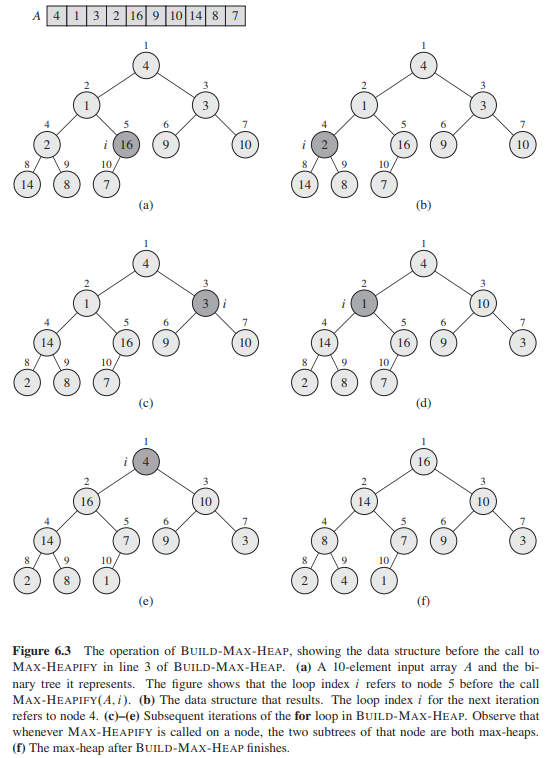 A 4 1 3 2 16 9 10 14 8 7
1 1
4 4
2 3 2 3
1 3 1 3
4 5 6 7 4 5 6 7
2 i 16 9 10 i 2 16 9 10
8 9 10 8 9 10
14 8 7 14 8 7
(a) (b)
1 1
4 4
2 3 2 3
1 3 i i 1 10
4 5 6 7 4 5 6 7
14 16 9 10 14 16 9 3
8 9 10 8 9 10
2 8 7 2 8 7
(c) (d)
1 1
i 4 16
2 3 2 3
16 10 14 10
4 5 6 7 4 5 6 7
14 7 9 3 8 7 9 3
8 9 10 8 9 10
2 8 1 2 4 1
(e) (f)
Figure 6.3 The operation of BUILD-MAX-HEAP, showing the data structure before the call to
MAX-HEAPIFY in line 3 of BUILD-MAX-HEAP. (a) A 10-element input array A and the bi-
nary tree it represents. The figure shows that the loop index i refers to node 5 before the call
MAX-HEAPIFY(A, i). (b) The data structure that results. The loop index i for the next iteration
refers to node 4. (c)–(e) Subsequent iterations of the for loop in BUILD-MAX-HEAP. Observe that
whenever MAX-HEAPIFY is called on a node, the two subtrees of that node are both max-heaps.
(f) The max-heap after BUILD-MAX-HEAP finishes.